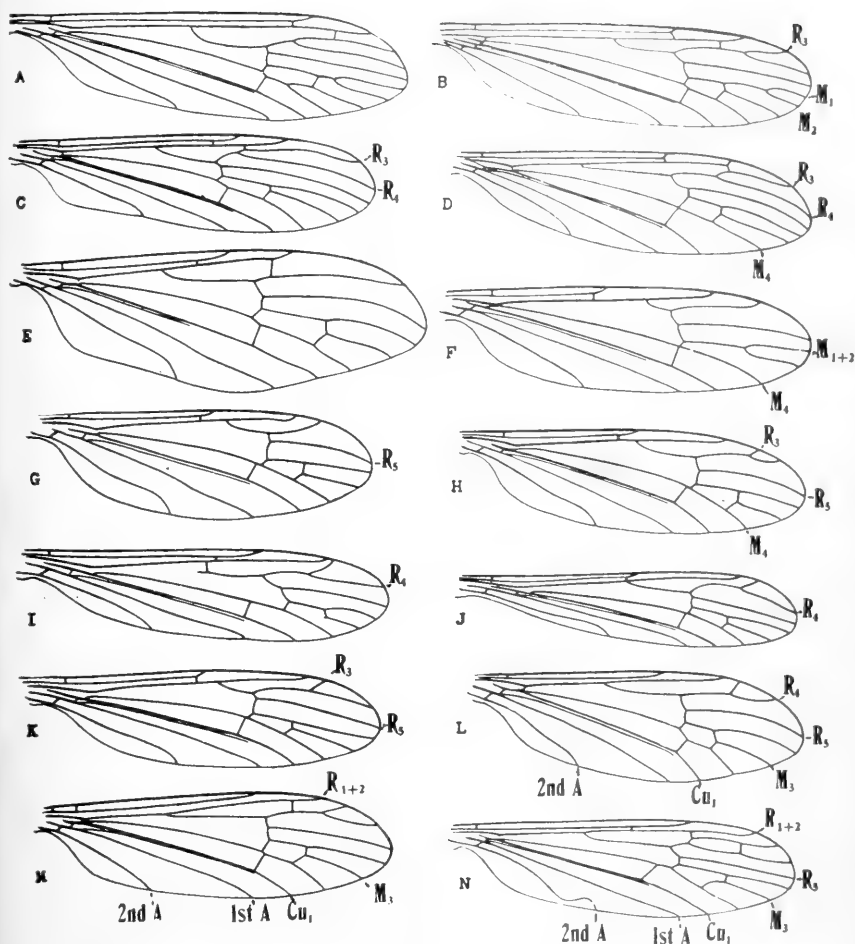 A
B
R₃
M₁
M₂
C
R₃
R₄
D
R₃
R₄
M₄
E
F
M₁₊₂
M₄
G
R₅
H
R₃
R₅
M₄
I
R₄
J
R₄
K
R₃
R₅
L
R₄
R₅
M₃
2nd A
Cu₁
M
R₁₊₂
M₃
2nd A
1st A
Cu₁
N
R₁₊₂
R₅
M₃
2nd A
1st A
Cu₁